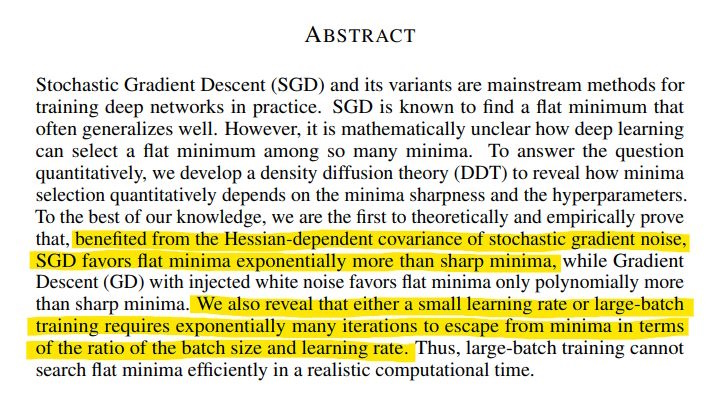 ABSTRACT
Stochastic Gradient Descent (SGD) and its variants are mainstream methods for
training deep networks in practice. SGD is known to find a flat minimum that
often generalizes well. However, it is mathematically unclear how deep learning
can select a flat minimum among so many minima. To answer the question
quantitatively, we develop a density diffusion theory (DDT) to reveal how minima
selection quantitatively depends on the minima sharpness and the hyperparameters.
To the best of our knowledge, we are the first to theoretically and empirically prove
that, benefited from the Hessian-dependent covariance of stochastic gradient noise,
SGD favors flat minima exponentially more than sharp minima, while Gradient
Descent (GD) with injected white noise favors flat minima only polynomially more
than sharp minima. We also reveal that either a small learning rate or large-batch
training requires exponentially many iterations to escape from minima in terms
of the ratio of the batch size and learning rate. Thus, large-batch training cannot
search flat minima efficiently in a realistic computational time.